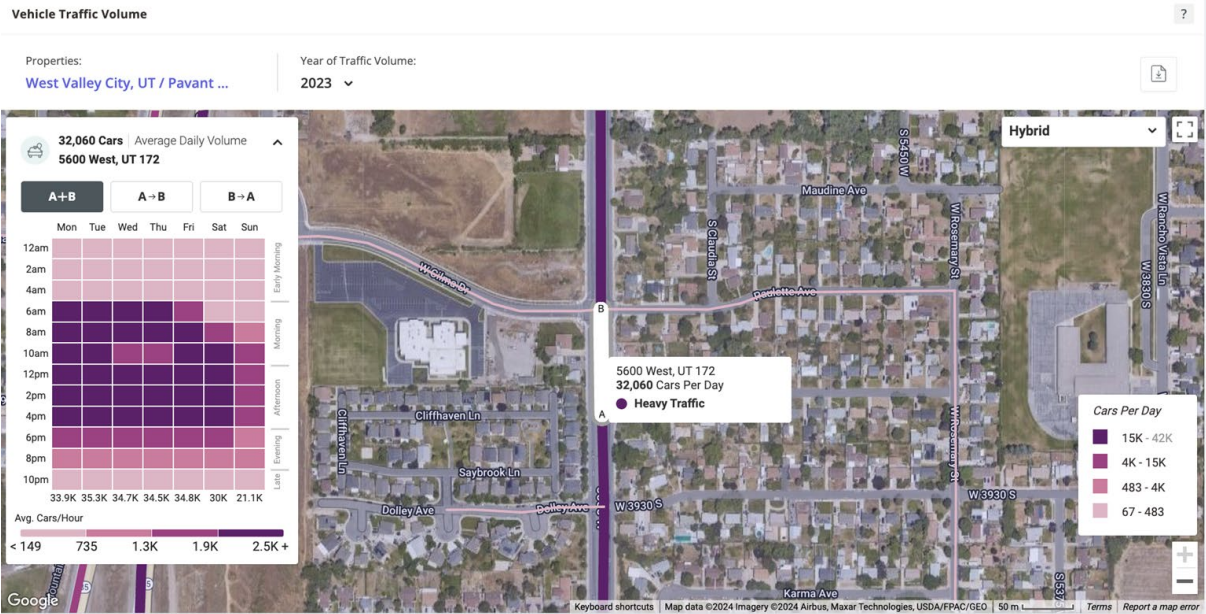 Vehicle Traffic Volume
?
Properties:
West Valley City, UT / Pavant ...
Year of Traffic Volume:
2023
32,060 Cars | Average Daily Volume
5600 West, UT 172
A+B
A→B
B→A
Mon Tue Wed Thu Fri Sat Sun
12am
2am
4am
6am
8am
10am
12pm
2pm
4pm
6pm
8pm
10pm
Early Morning
Morning
Afternoon
Evening
Late
33.9K 35.3K 34.7K 34.5K 34.8K 30K 21.1K
Avg. Cars/Hour
< 149 735 1.3K 1.9K 2.5K +
Hybrid
S 5450 W
Maudine Ave
S Claudia St
W Rosemary St
W Rancho Vista Ln
W 3830 S
W Gilmo Dr
Paulette Ave
B
5600 West, UT 172
32,060 Cars Per Day
Heavy Traffic
A
Cliffhaven Ln
Cliffhaven Ln
Saybrook Ln
Dolley Ave
Dolley Ave
W 3930 S
W Rosemary St
W 3930 S
Karma Ave
S 5375
Cars Per Day
15K - 42K
4K - 15K
483 - 4K
67 - 483
+
−
Google
Keyboard shortcuts
Map data ©2024 Imagery ©2024 Airbus, Maxar Technologies, USDA/FPAC/GEO
50 m
Terms
Report a map error